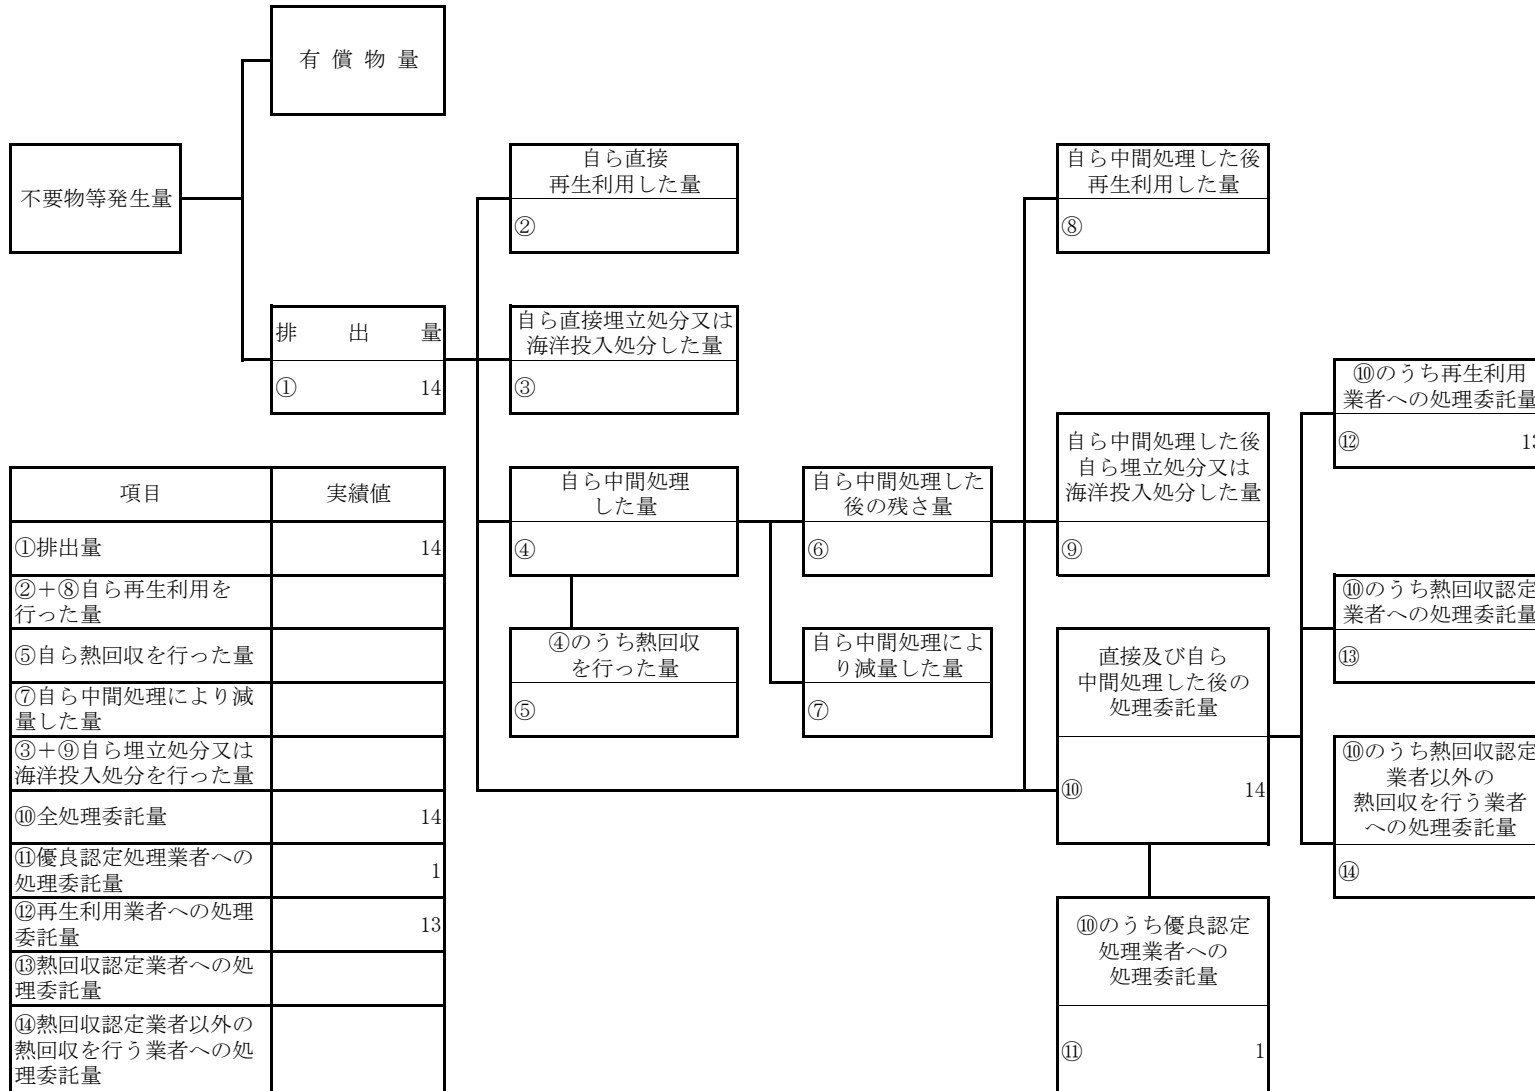 有償物量
不要物等発生量
自ら直接
再生利用した量
②
自ら中間処理した後
再生利用した量
⑧
排出量
① 14
自ら直接埋立処分又は
海洋投入処分した量
③
⑩のうち再生利用
業者への処理委託量
⑫ 13
自ら中間処理した後
自ら埋立処分又は
海洋投入処分した量
⑨
自ら中間処理
した量
④
自ら中間処理した
後の残さ量
⑥
④のうち熱回収
を行った量
⑤
自ら中間処理によ
り減量した量
⑦
⑩のうち熱回収認定
業者への処理委託量
⑬
直接及び自ら
中間処理した後の
処理委託量
⑩ 14
⑩のうち熱回収認定
業者以外の
熱回収を行う業者
への処理委託量
⑭
⑩のうち優良認定
処理業者への
処理委託量
⑪ 1
項目 実績値
①排出量 14
②+⑧自ら再生利用を
行った量
⑤自ら熱回収を行った量
⑦自ら中間処理により減
量した量
③+⑨自ら埋立処分又は
海洋投入処分を行った量
⑩全処理委託量 14
⑪優良認定処理業者への
処理委託量 1
⑫再生利用業者への処理
委託量 13
⑬熱回収認定業者への処
理委託量
⑭熱回収認定業者以外の
熱回収を行う業者への処
理委託量